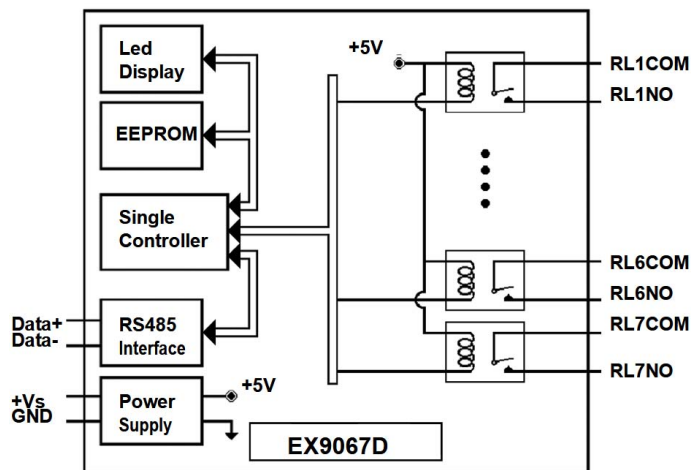 Led
Display
EEPROM
Single
Controller
RS485
Interface
Data+
Data-
Power
Supply
+Vs
GND
+5V
EX9067D
+5V
RL1COM
RL1NO
RL6COM
RL6NO
RL7COM
RL7NO